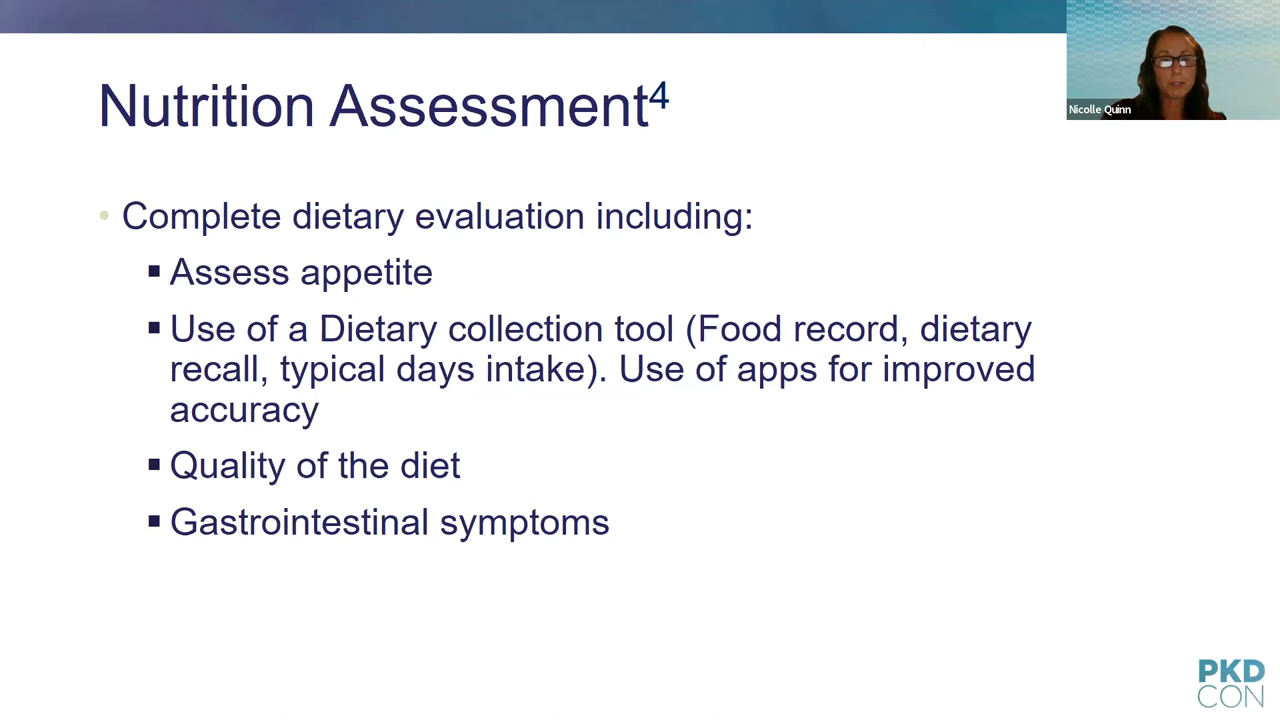 Nutrition Assessment4
Nicolle Quinn
• Complete dietary evaluation including:
▪ Assess appetite
▪ Use of a Dietary collection tool (Food record, dietary
recall, typical days intake). Use of apps for improved
accuracy
▪ Quality of the diet
▪ Gastrointestinal symptoms
PKD
CON